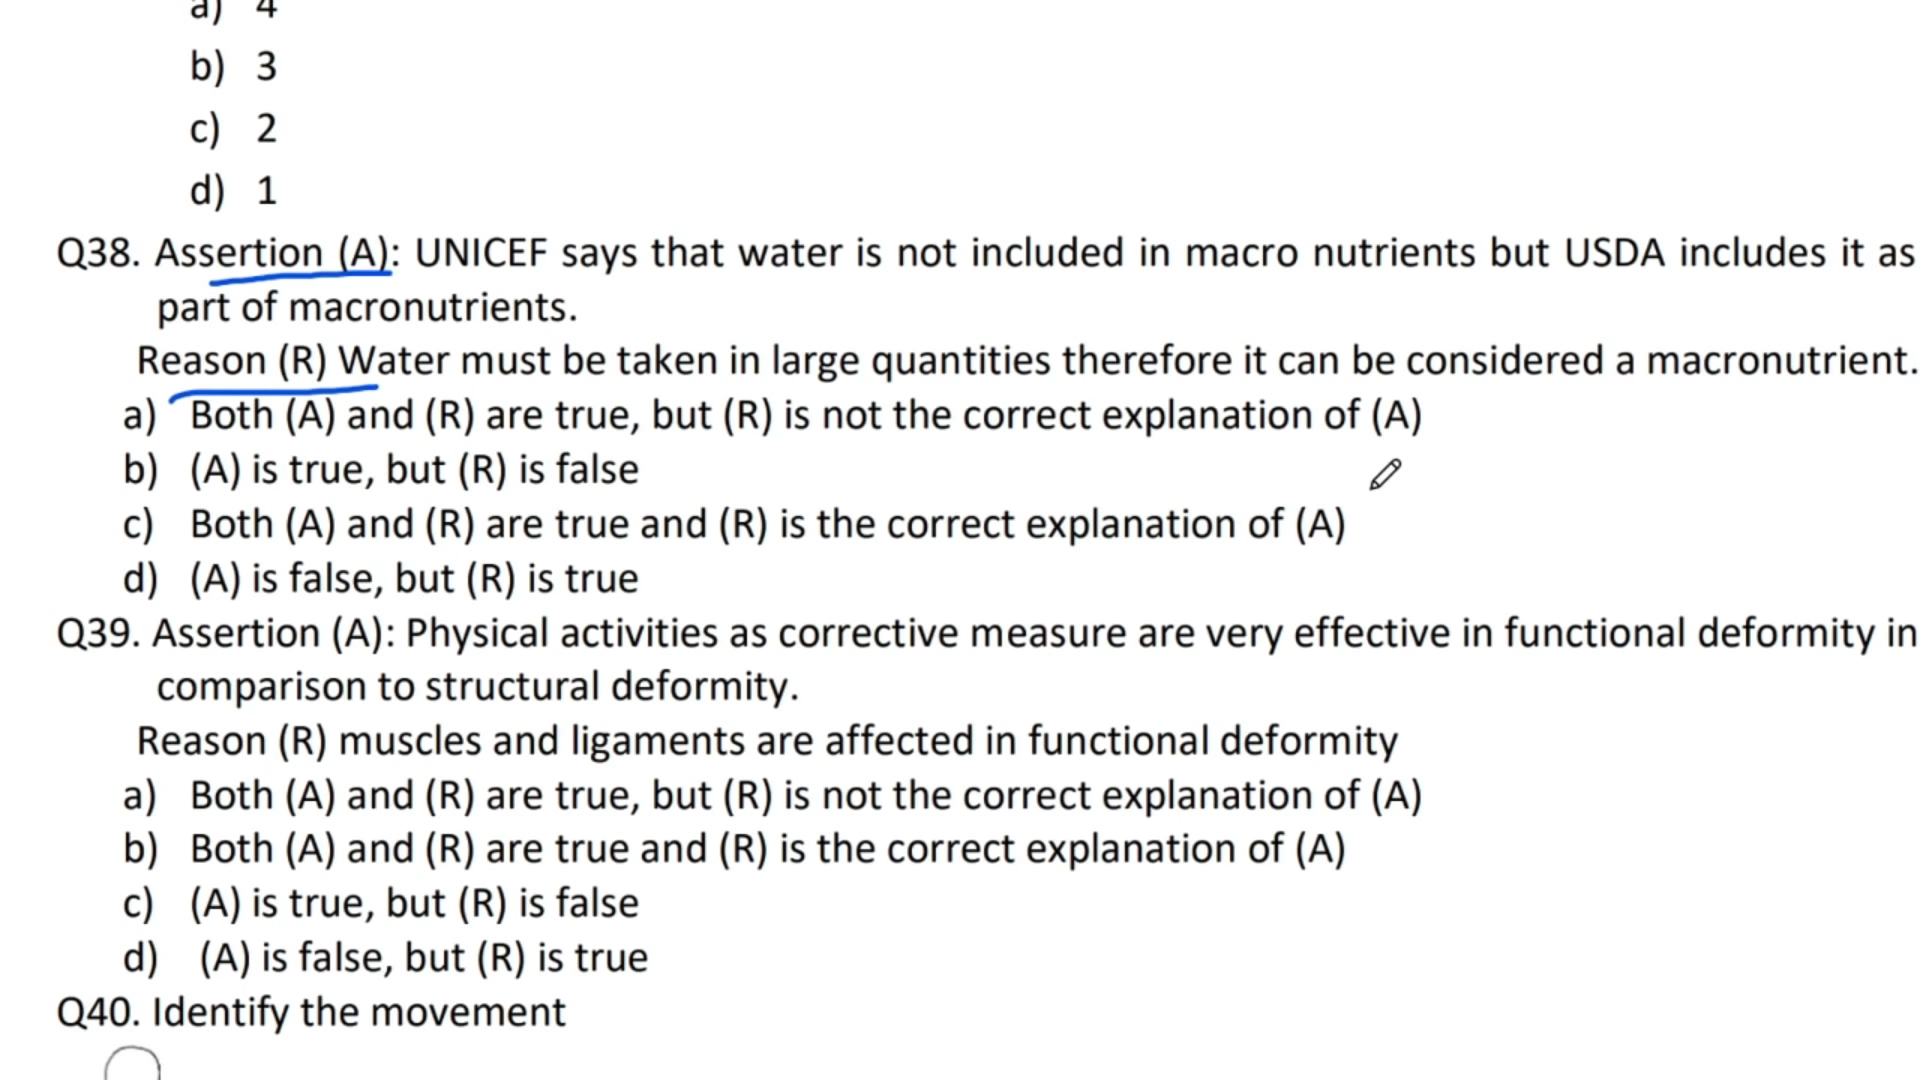 a) 4
b) 3
c) 2
d) 1
Q38. Assertion (A): UNICEF says that water is not included in macro nutrients but USDA includes it as
part of macronutrients.
Reason (R) Water must be taken in large quantities therefore it can be considered a macronutrient.
a) Both (A) and (R) are true, but (R) is not the correct explanation of (A)
b) (A) is true, but (R) is false
c) Both (A) and (R) are true and (R) is the correct explanation of (A)
d) (A) is false, but (R) is true
Q39. Assertion (A): Physical activities as corrective measure are very effective in functional deformity in
comparison to structural deformity.
Reason (R) muscles and ligaments are affected in functional deformity
a) Both (A) and (R) are true, but (R) is not the correct explanation of (A)
b) Both (A) and (R) are true and (R) is the correct explanation of (A)
c) (A) is true, but (R) is false
d) (A) is false, but (R) is true
Q40. Identify the movement